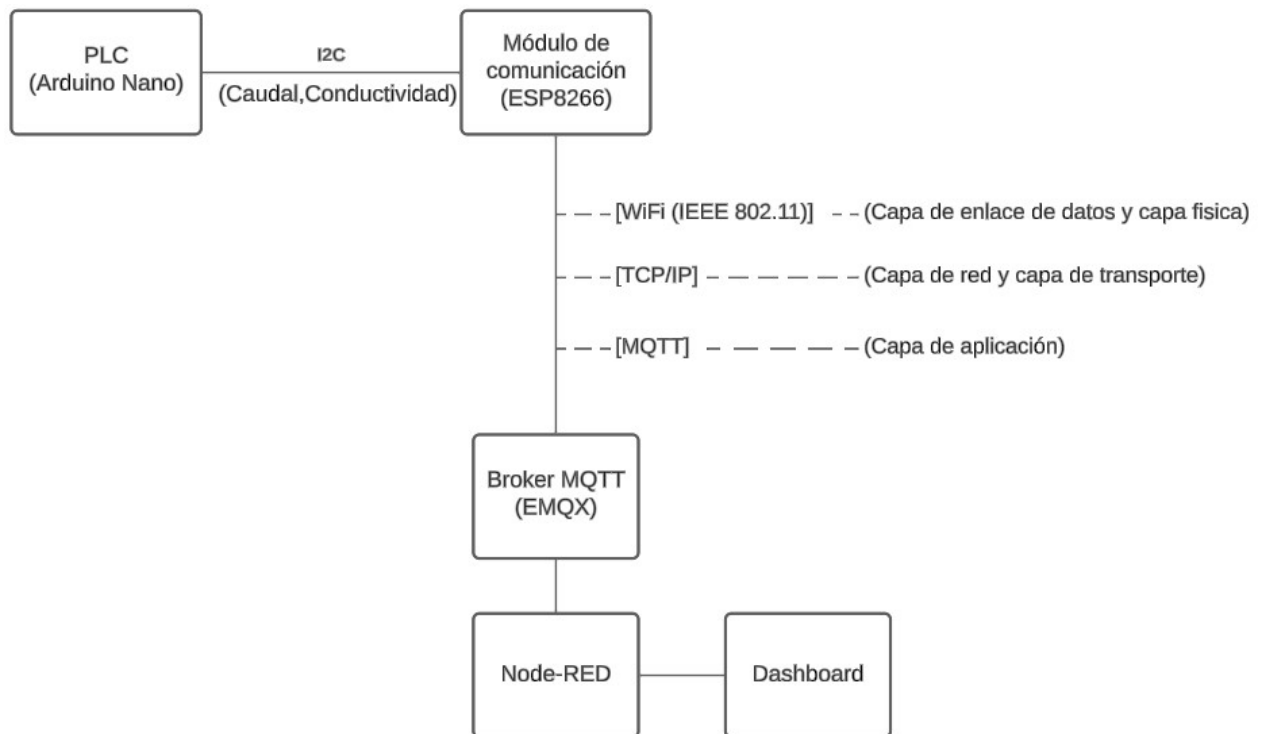 PLC
(Arduino Nano)
I2C
(Caudal,Conductividad)
Módulo de
comunicación
(ESP8266)
[WiFi (IEEE 802.11)]
(Capa de enlace de datos y capa fisica)
[TCP/IP]
(Capa de red y capa de transporte)
[MQTT]
(Capa de aplicación)
Broker MQTT
(EMQX)
Node-RED
Dashboard